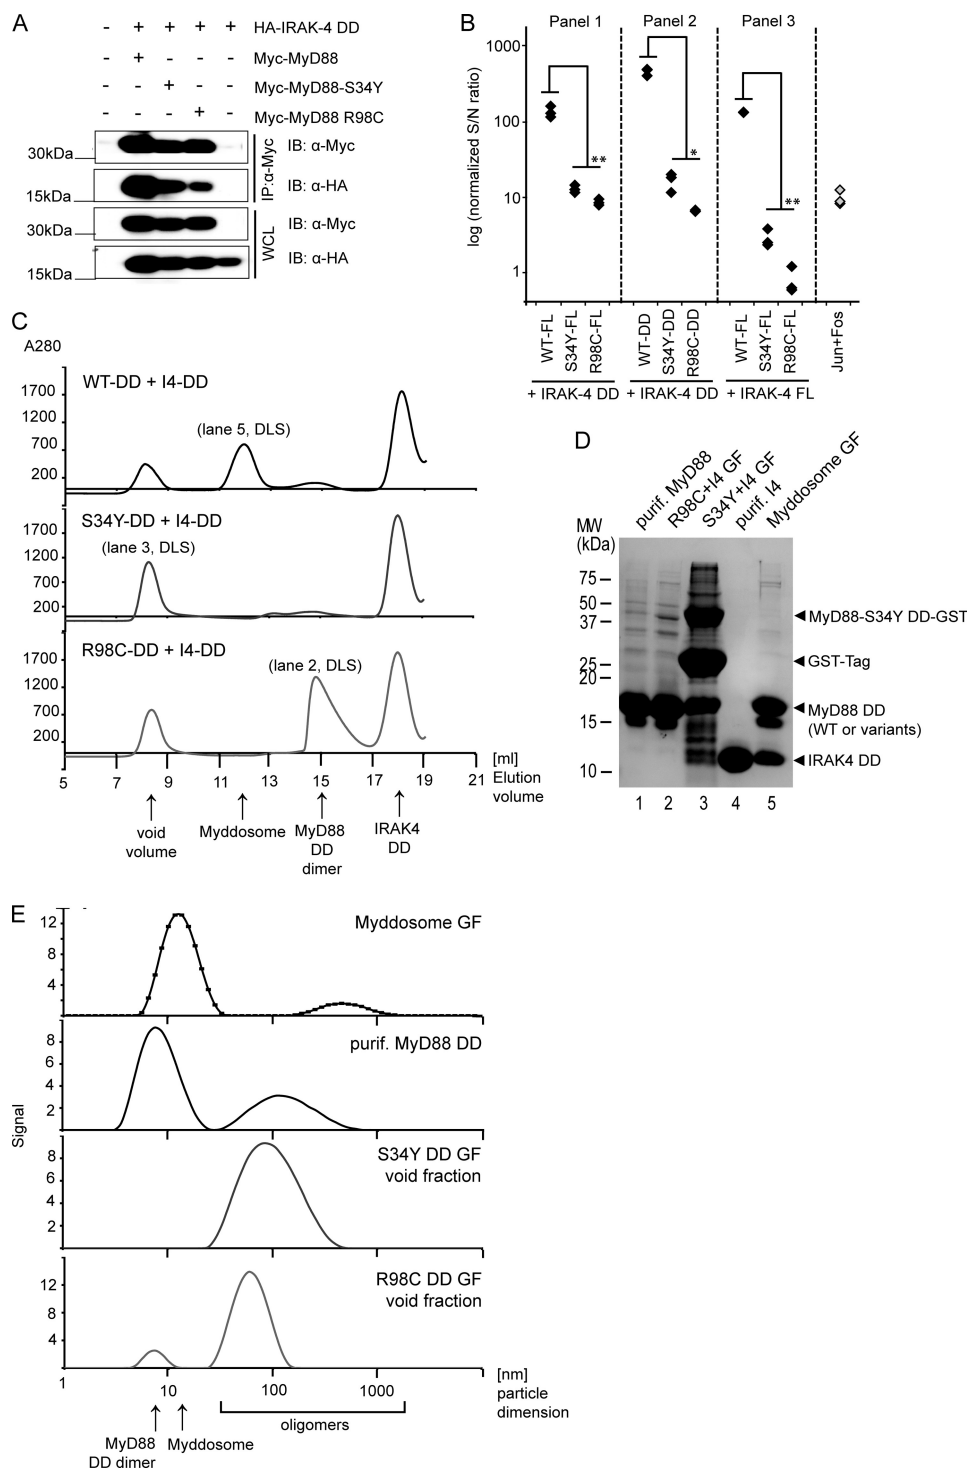 A
- + + + + HA-IRAK-4 DD
- + - - - Myc-MyD88
- - + - - Myc-MyD88-S34Y
- - - + - Myc-MyD88 R98C
30kDa IB: α-Myc
15kDa IB: α-HA
IP:α-Myc
30kDa IB: α-Myc
15kDa IB: α-HA
WCL
B
Panel 1 Panel 2 Panel 3
log (normalized S/N ratio)
1000
100
10
1
** * **
WT-FL S34Y-FL R98C-FL WT-DD S34Y-DD R98C-DD WT-FL S34Y-FL R98C-FL Jun+Fos
+ IRAK-4 DD + IRAK-4 DD + IRAK-4 FL
C
A280
1700
1200
700
200
WT-DD + I4-DD
(lane 5, DLS)
1700
1200
700
200
S34Y-DD + I4-DD
(lane 3, DLS)
1700
1200
700
200
R98C-DD + I4-DD
(lane 2, DLS)
5 7 9 11 13 15 17 19 21
[ml]
Elution
volume
void
volume
Myddosome
MyD88
DD
dimer
IRAK4
DD
D
purif. MyD88
R98C+I4 GF
S34Y+I4 GF
purif. I4
Myddosome GF
MW
(kDa)
75
50
37
25
20
15
10
MyD88-S34Y DD-GST
GST-Tag
MyD88 DD
(WT or variants)
IRAK4 DD
1 2 3 4 5
E
Signal
12
8
4
Myddosome GF
8
6
4
2
purif. MyD88 DD
8
6
4
2
S34Y DD GF
void fraction
12
8
4
R98C DD GF
void fraction
1 10 100 1000
[nm]
particle
dimension
MyD88
DD dimer
Myddosome
oligomers